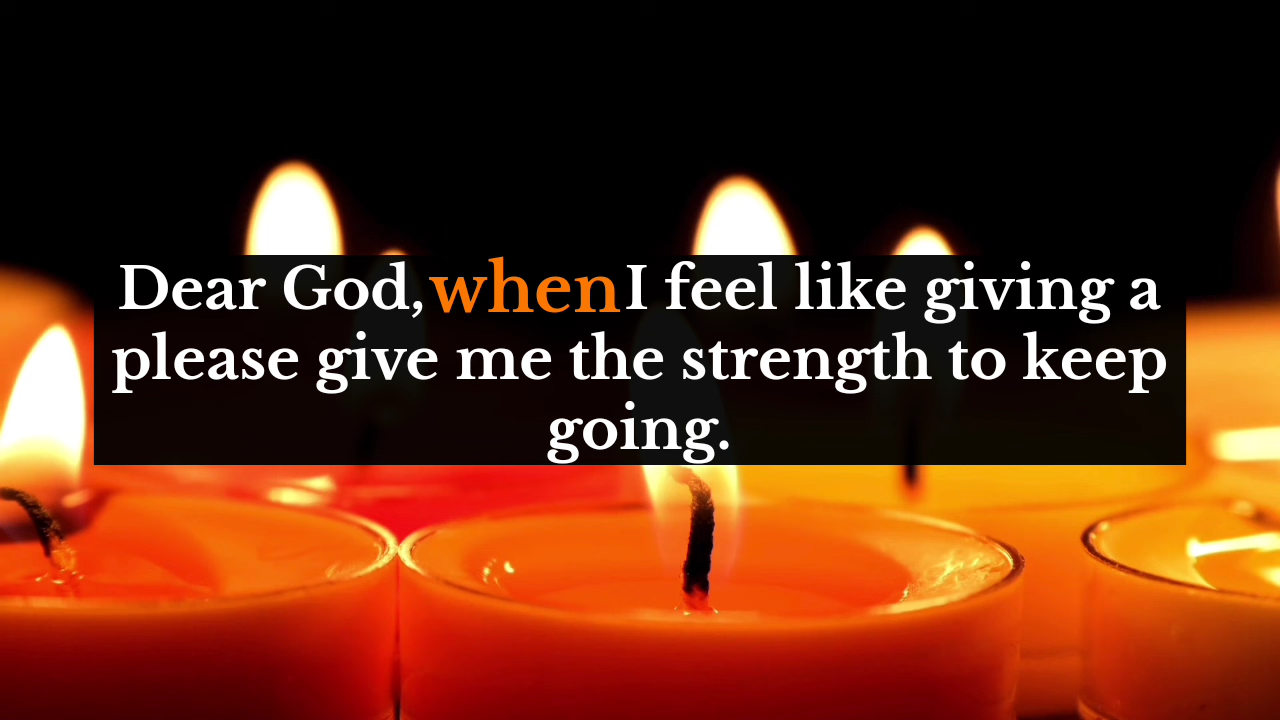 Dear God, when I feel like giving a
please give me the strength to keep
going.